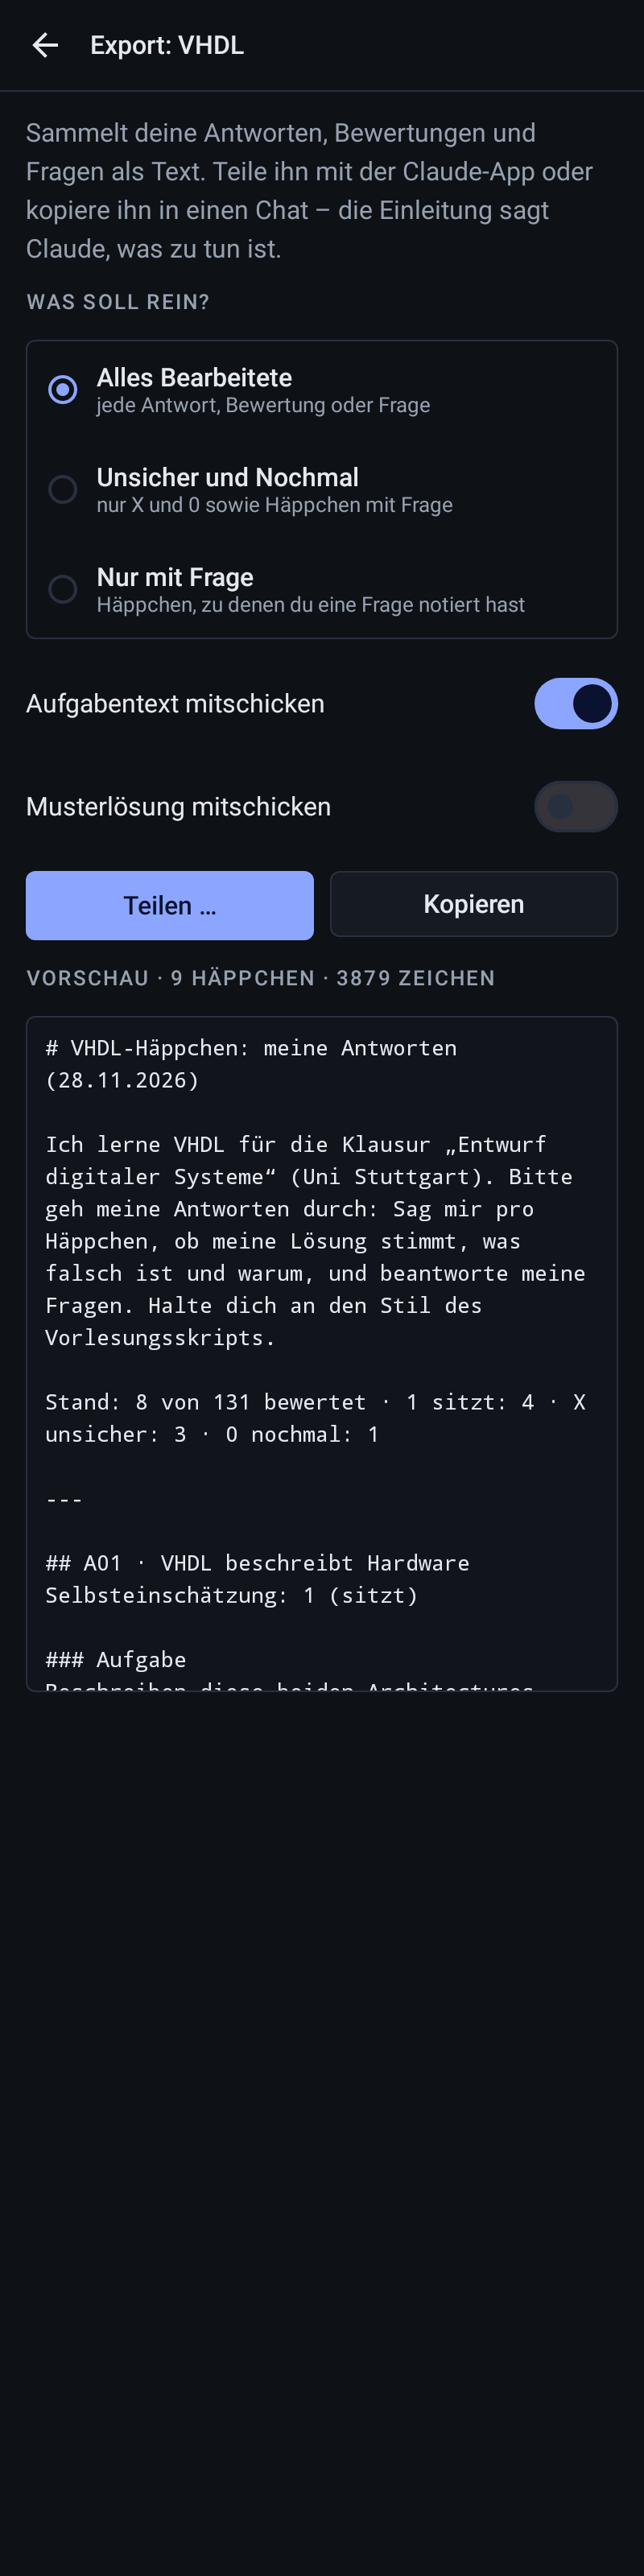 Export: VHDL
Sammelt deine Antworten, Bewertungen und
Fragen als Text. Teile ihn mit der Claude-App oder
kopiere ihn in einen Chat – die Einleitung sagt
Claude, was zu tun ist.
WAS SOLL REIN?
Alles Bearbeitete
jede Antwort, Bewertung oder Frage
Unsicher und Nochmal
nur X und 0 sowie Häppchen mit Frage
Nur mit Frage
Häppchen, zu denen du eine Frage notiert hast
Aufgabentext mitschicken
Musterlösung mitschicken
Teilen …
Kopieren
VORSCHAU · 9 HÄPPCHEN · 3879 ZEICHEN
# VHDL-Häppchen: meine Antworten
(28.11.2026)
Ich lerne VHDL für die Klausur „Entwurf
digitaler Systeme“ (Uni Stuttgart). Bitte
geh meine Antworten durch: Sag mir pro
Häppchen, ob meine Lösung stimmt, was
falsch ist und warum, und beantworte meine
Fragen. Halte dich an den Stil des
Vorlesungsskripts.
Stand: 8 von 131 bewertet · 1 sitzt: 4 · X
unsicher: 3 · 0 nochmal: 1
---
## A01 · VHDL beschreibt Hardware
Selbsteinschätzung: 1 (sitzt)
### Aufgabe
Beschreiben diese beiden Architectures